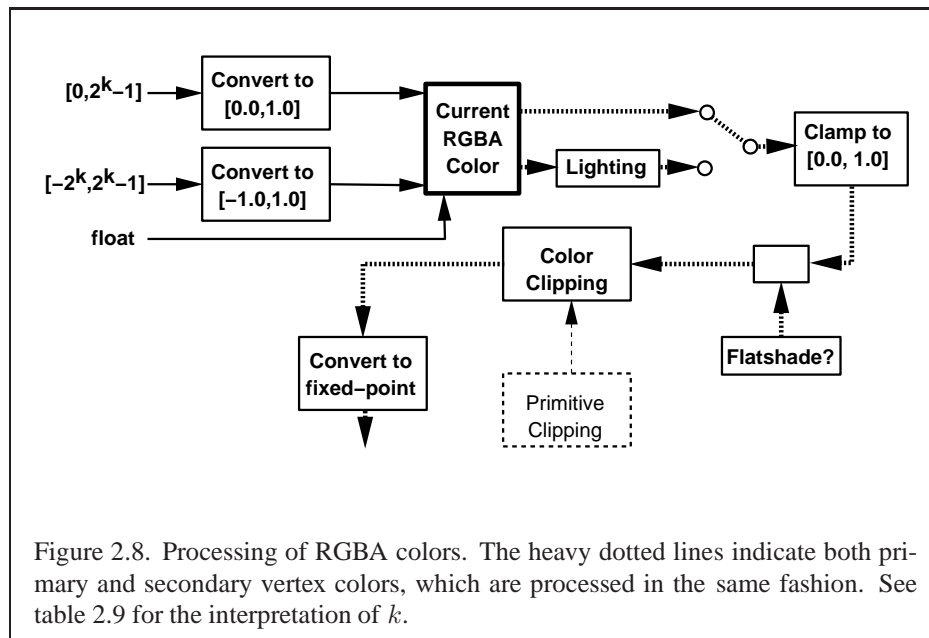 [0,2^k−1]
Convert to
[0.0,1.0]
Current
RGBA
Color
Clamp to
[0.0, 1.0]
Lighting
[−2^k,2^k−1]
Convert to
[−1.0,1.0]
float
Color
Clipping
Flatshade?
Convert to
fixed−point
Primitive
Clipping
Figure 2.8. Processing of RGBA colors. The heavy dotted lines indicate both pri-
mary and secondary vertex colors, which are processed in the same fashion. See
table 2.9 for the interpretation of k.